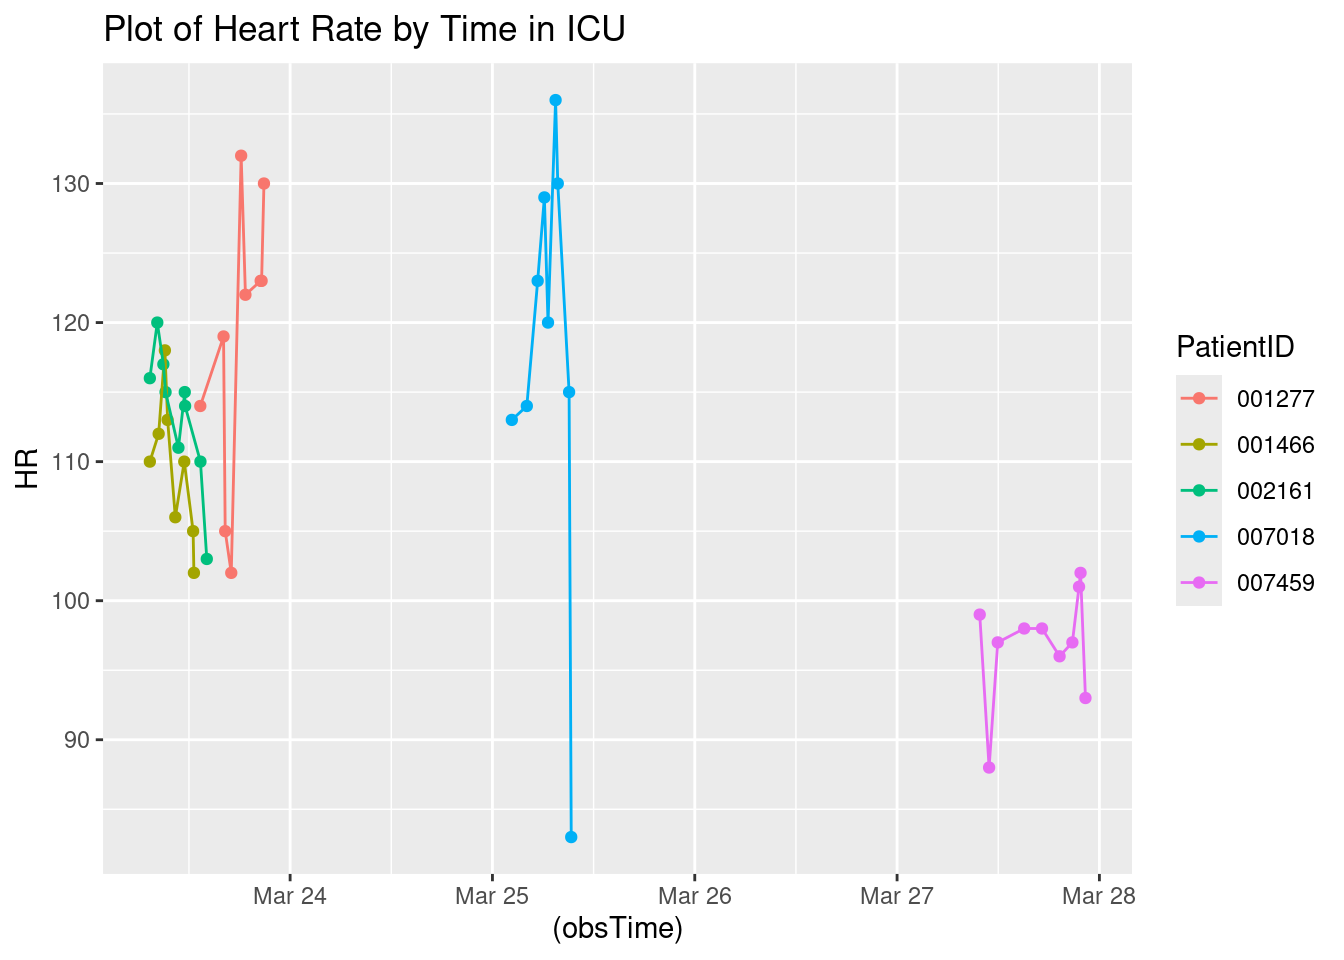 Plot of Heart Rate by Time in ICU
130
120
110
100
90
HR
Mar 24
Mar 25
Mar 26
Mar 27
Mar 28
(obsTime)
PatientID
001277
001466
002161
007018
007459